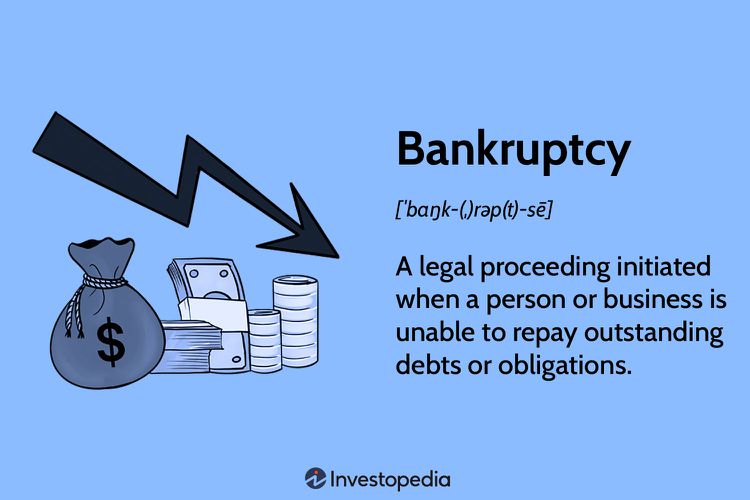 Bankruptcy
[ˈbaŋk-(ˌ)rəp(t)-sē]
A legal proceeding initiated
when a person or business is
unable to repay outstanding
debts or obligations.
$
Investopedia